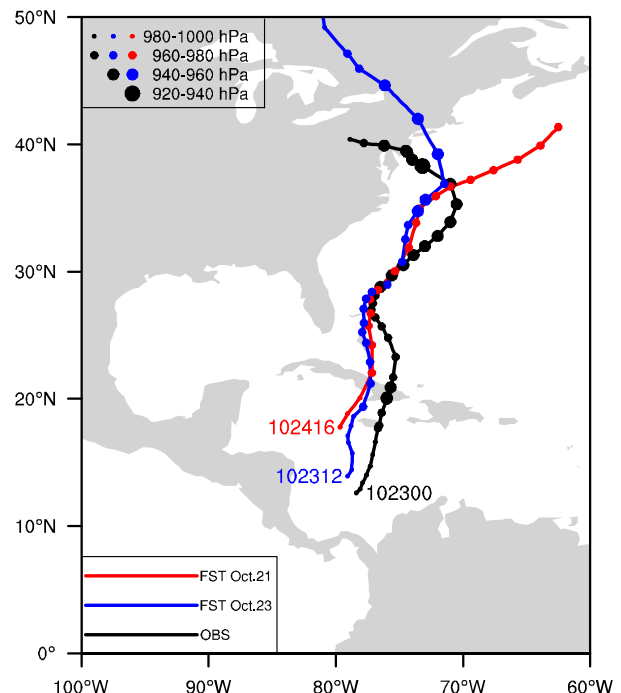 50°N
980-1000 hPa
960-980 hPa
940-960 hPa
920-940 hPa
40°N
30°N
20°N
102416
102312
102300
10°N
FST Oct.21
FST Oct.23
OBS
0°
100°W 90°W 80°W 70°W 60°W